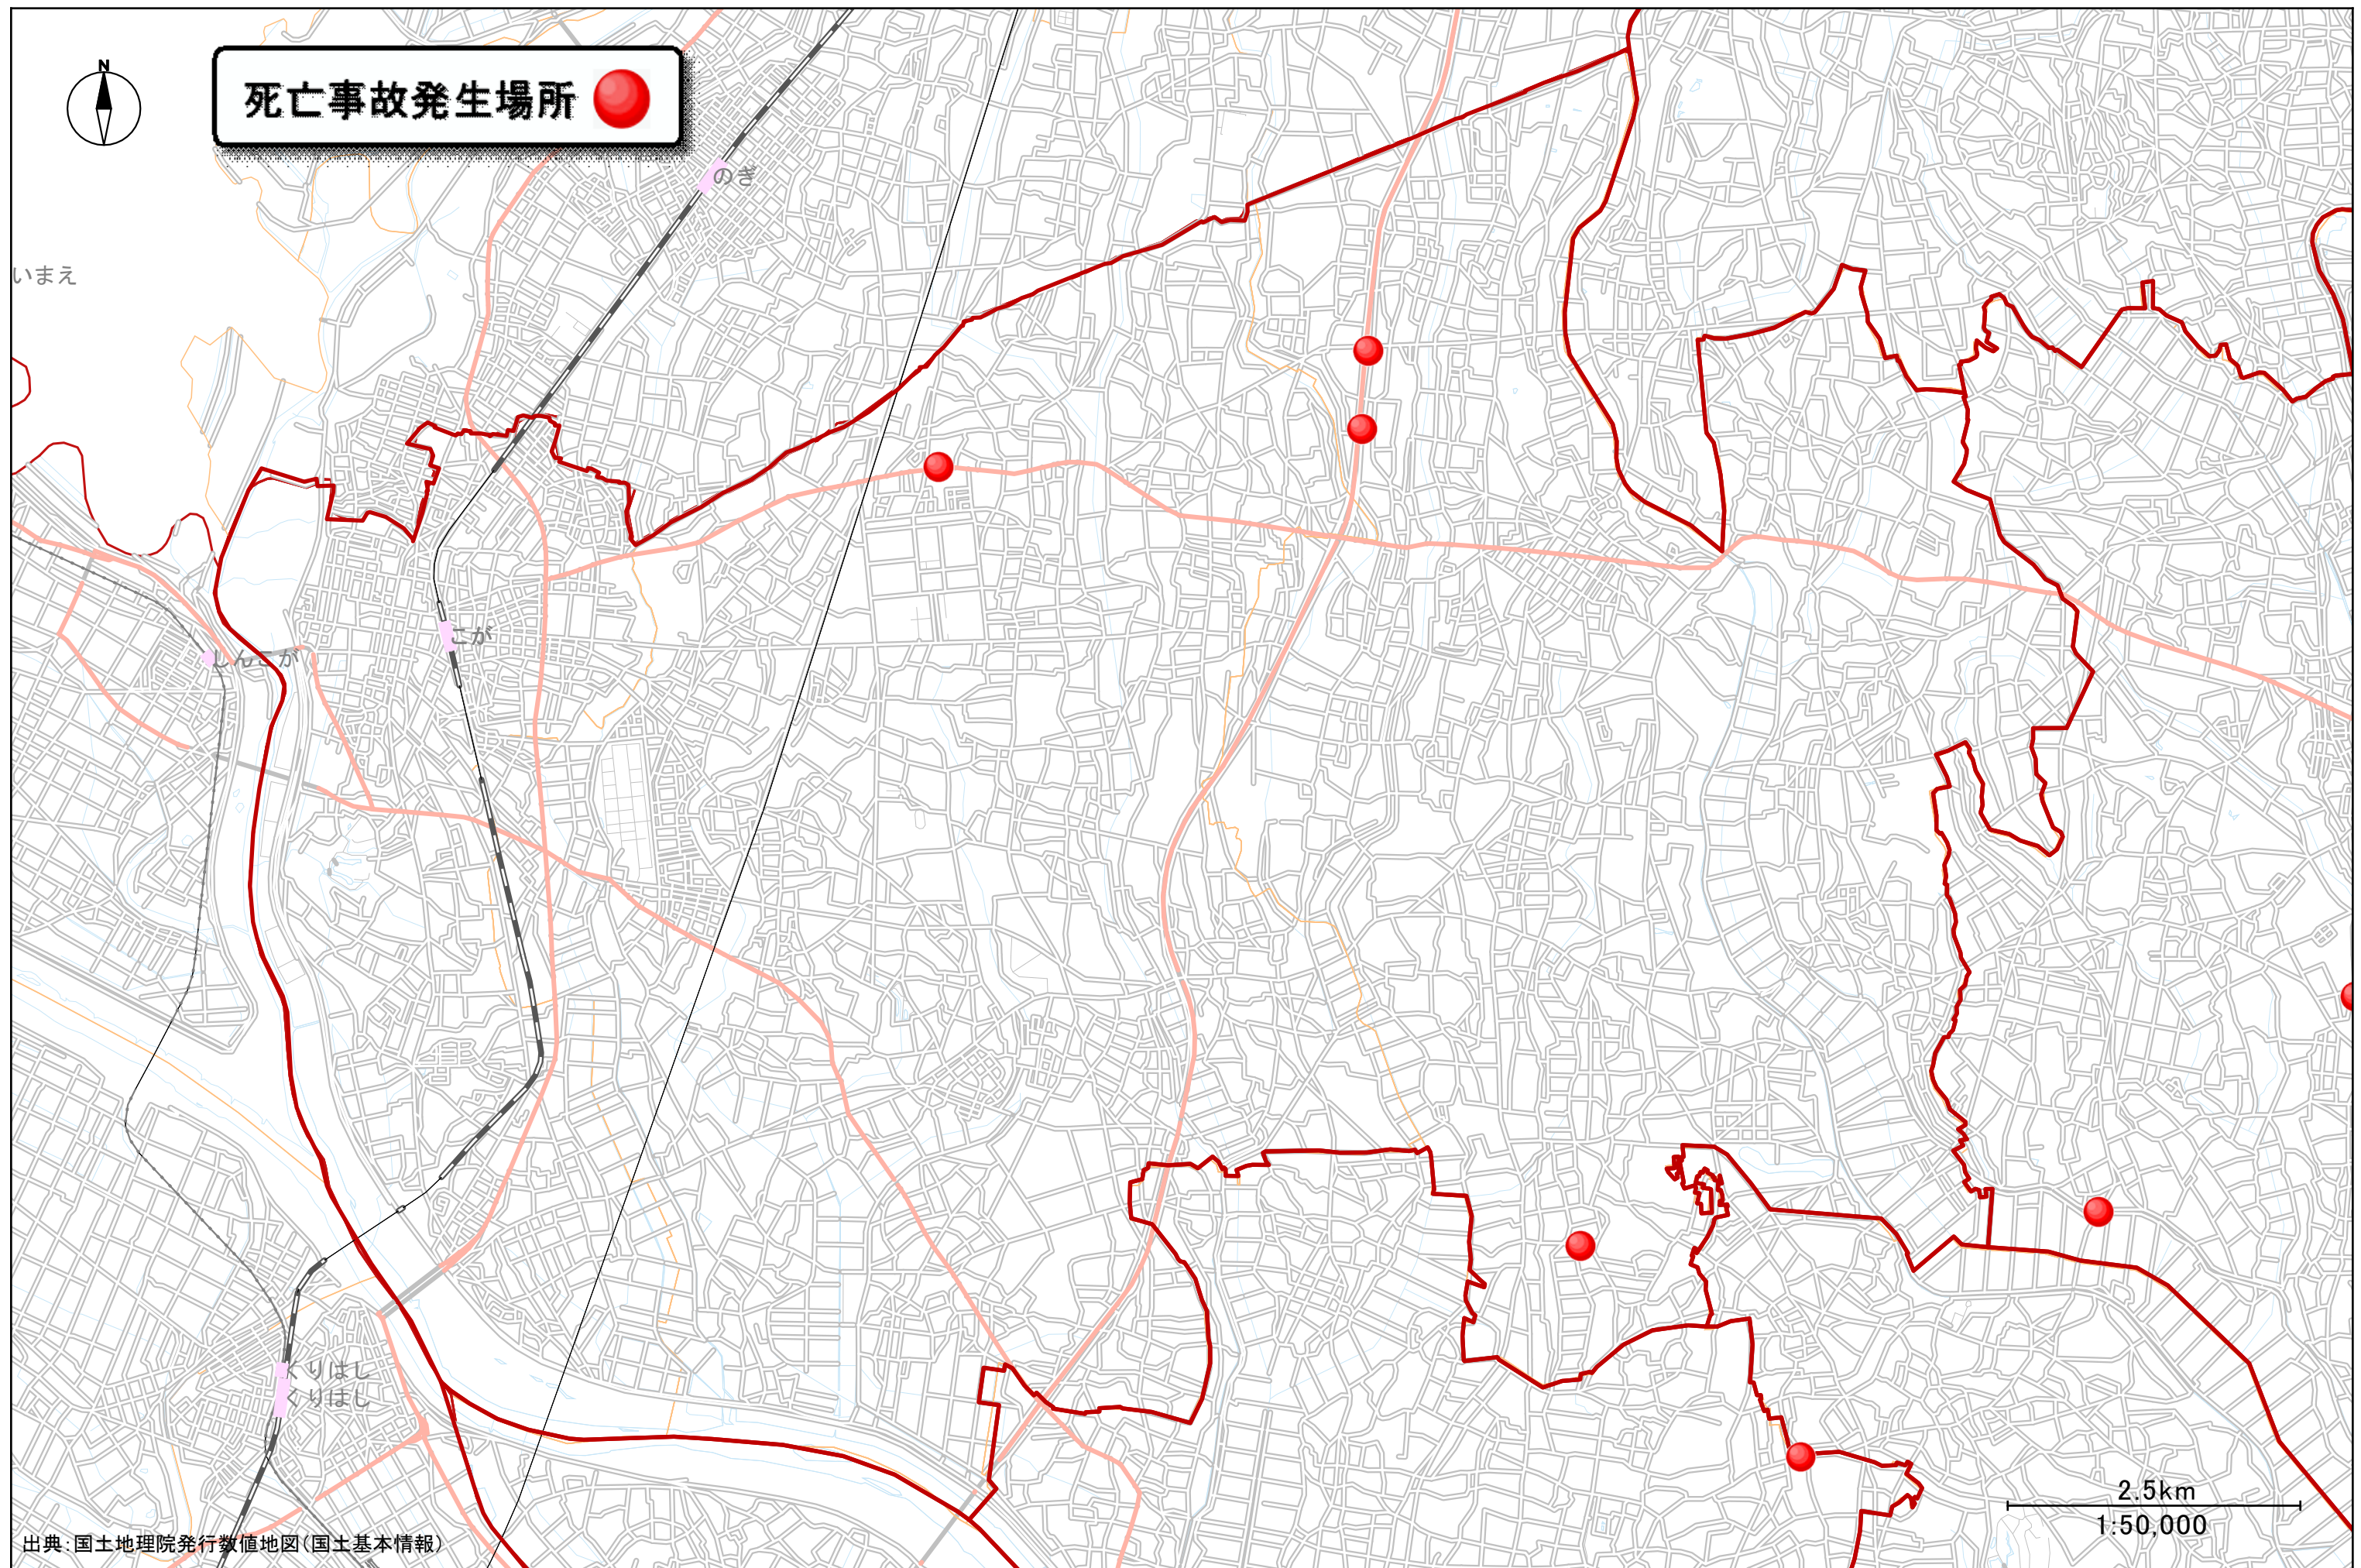 N
死亡事故発生場所
のぎ
いまえ
こが
しんこが
くりはし
くりはし
2.5km
1:50,000
出典:国土地理院発行数値地図(国土基本情報)